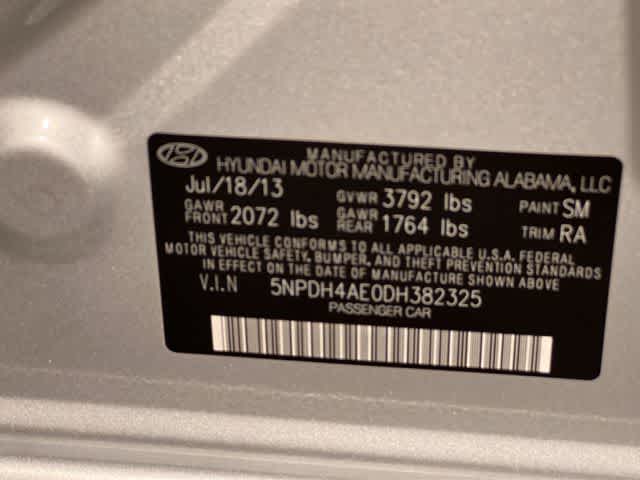 MANUFACTURED BY
HYUNDAI MOTOR MANUFACTURING ALABAMA, LLC
Jul/18/13 GVWR 3792 lbs PAINT SM
GAWR FRONT 2072 lbs GAWR REAR 1764 lbs TRIM RA
THIS VEHICLE CONFORMS TO ALL APPLICABLE U.S.A. FEDERAL
MOTOR VEHICLE SAFETY, BUMPER, AND THEFT PREVENTION STANDARDS
IN EFFECT ON THE DATE OF MANUFACTURE SHOWN ABOVE
V.I.N 5NPDH4AE0DH382325
PASSENGER CAR